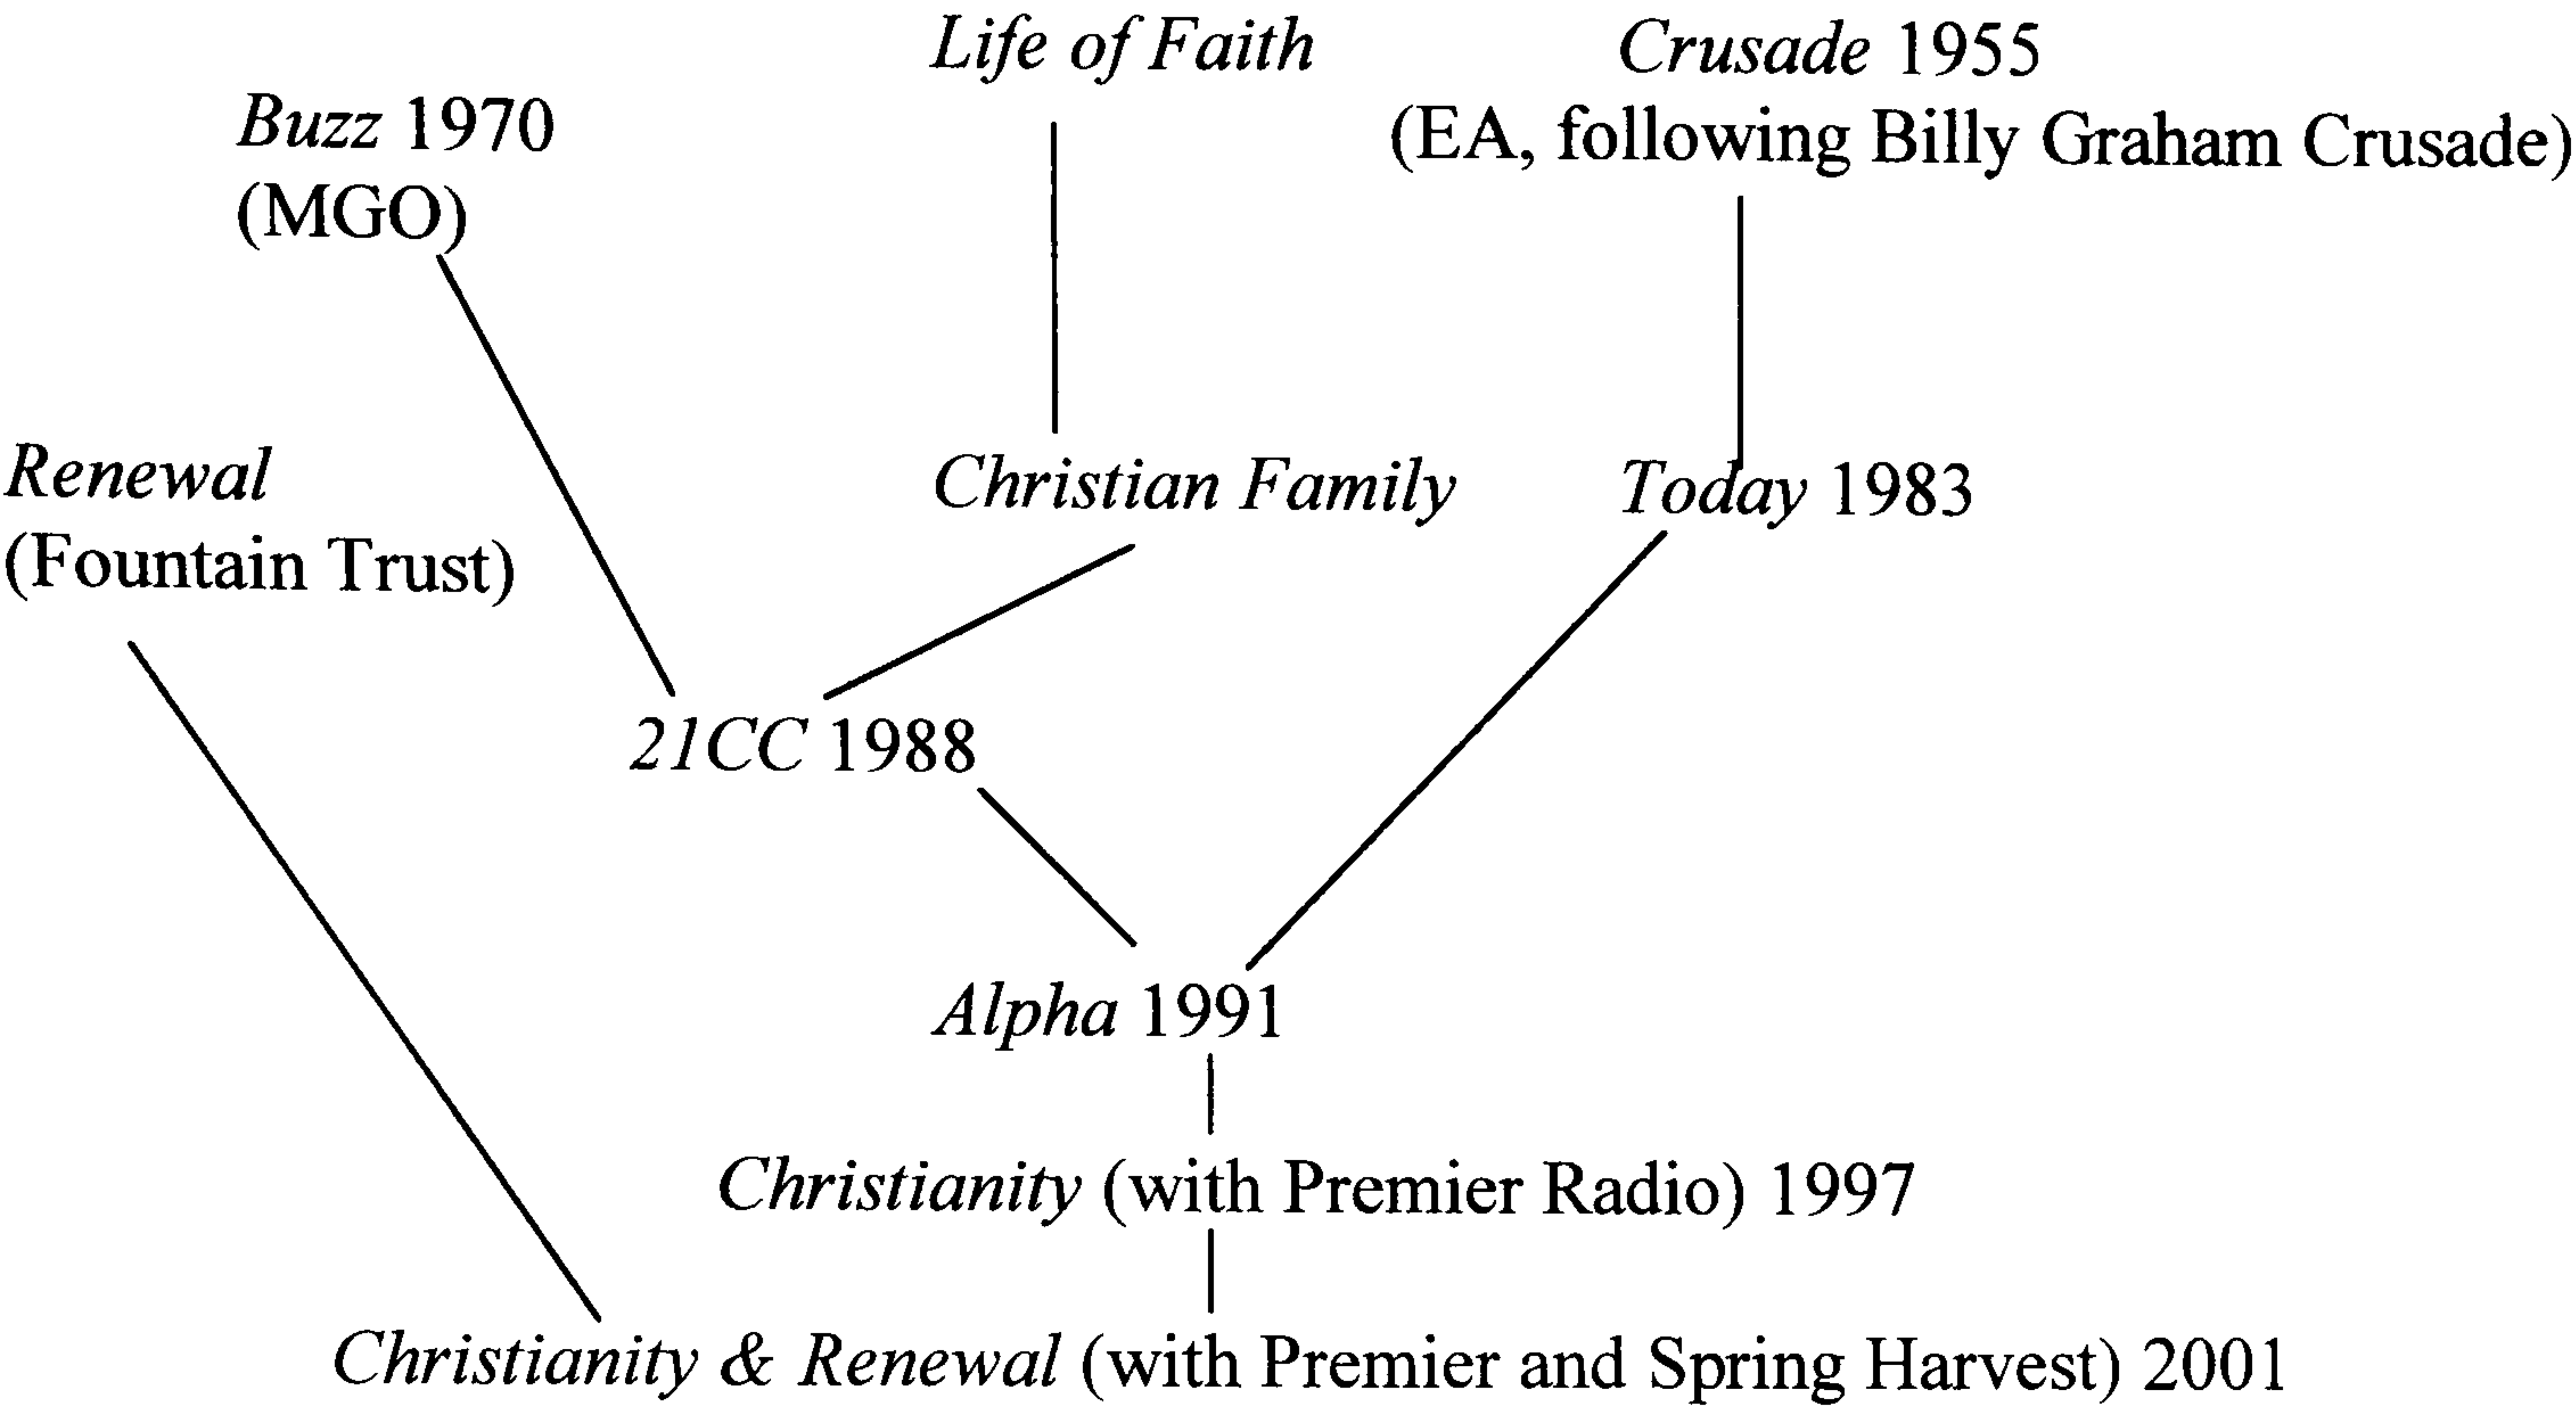 Life of Faith
Crusade 1955
(EA, following Billy Graham Crusade)
Buzz 1970
(MGO)
Renewal
(Fountain Trust)
Christian Family
Today 1983
21CC 1988
Alpha 1991
Christianity (with Premier Radio) 1997
Christianity & Renewal (with Premier and Spring Harvest) 2001